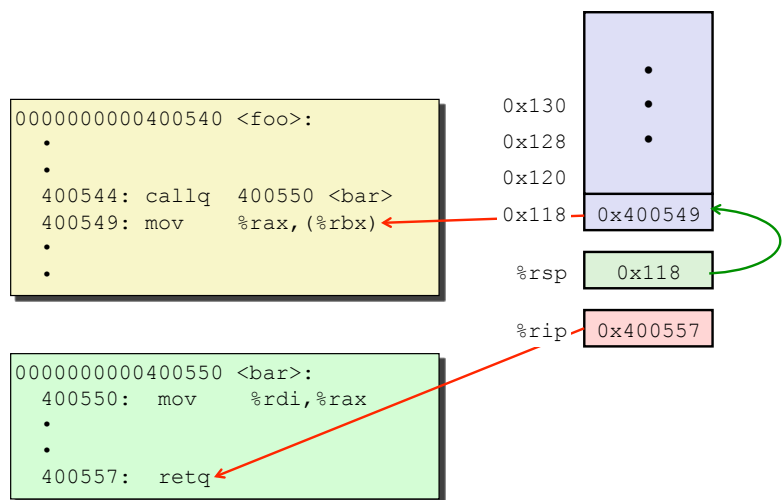 0000000000400540 <foo>:
•
•
400544: callq 400550 <bar>
400549: mov %rax,(%rbx)
•
•
0000000000400550 <bar>:
400550: mov %rdi,%rax
•
•
400557: retq
•
0x130 •
0x128 •
0x120
0x118 0x400549
%rsp 0x118
%rip 0x400557